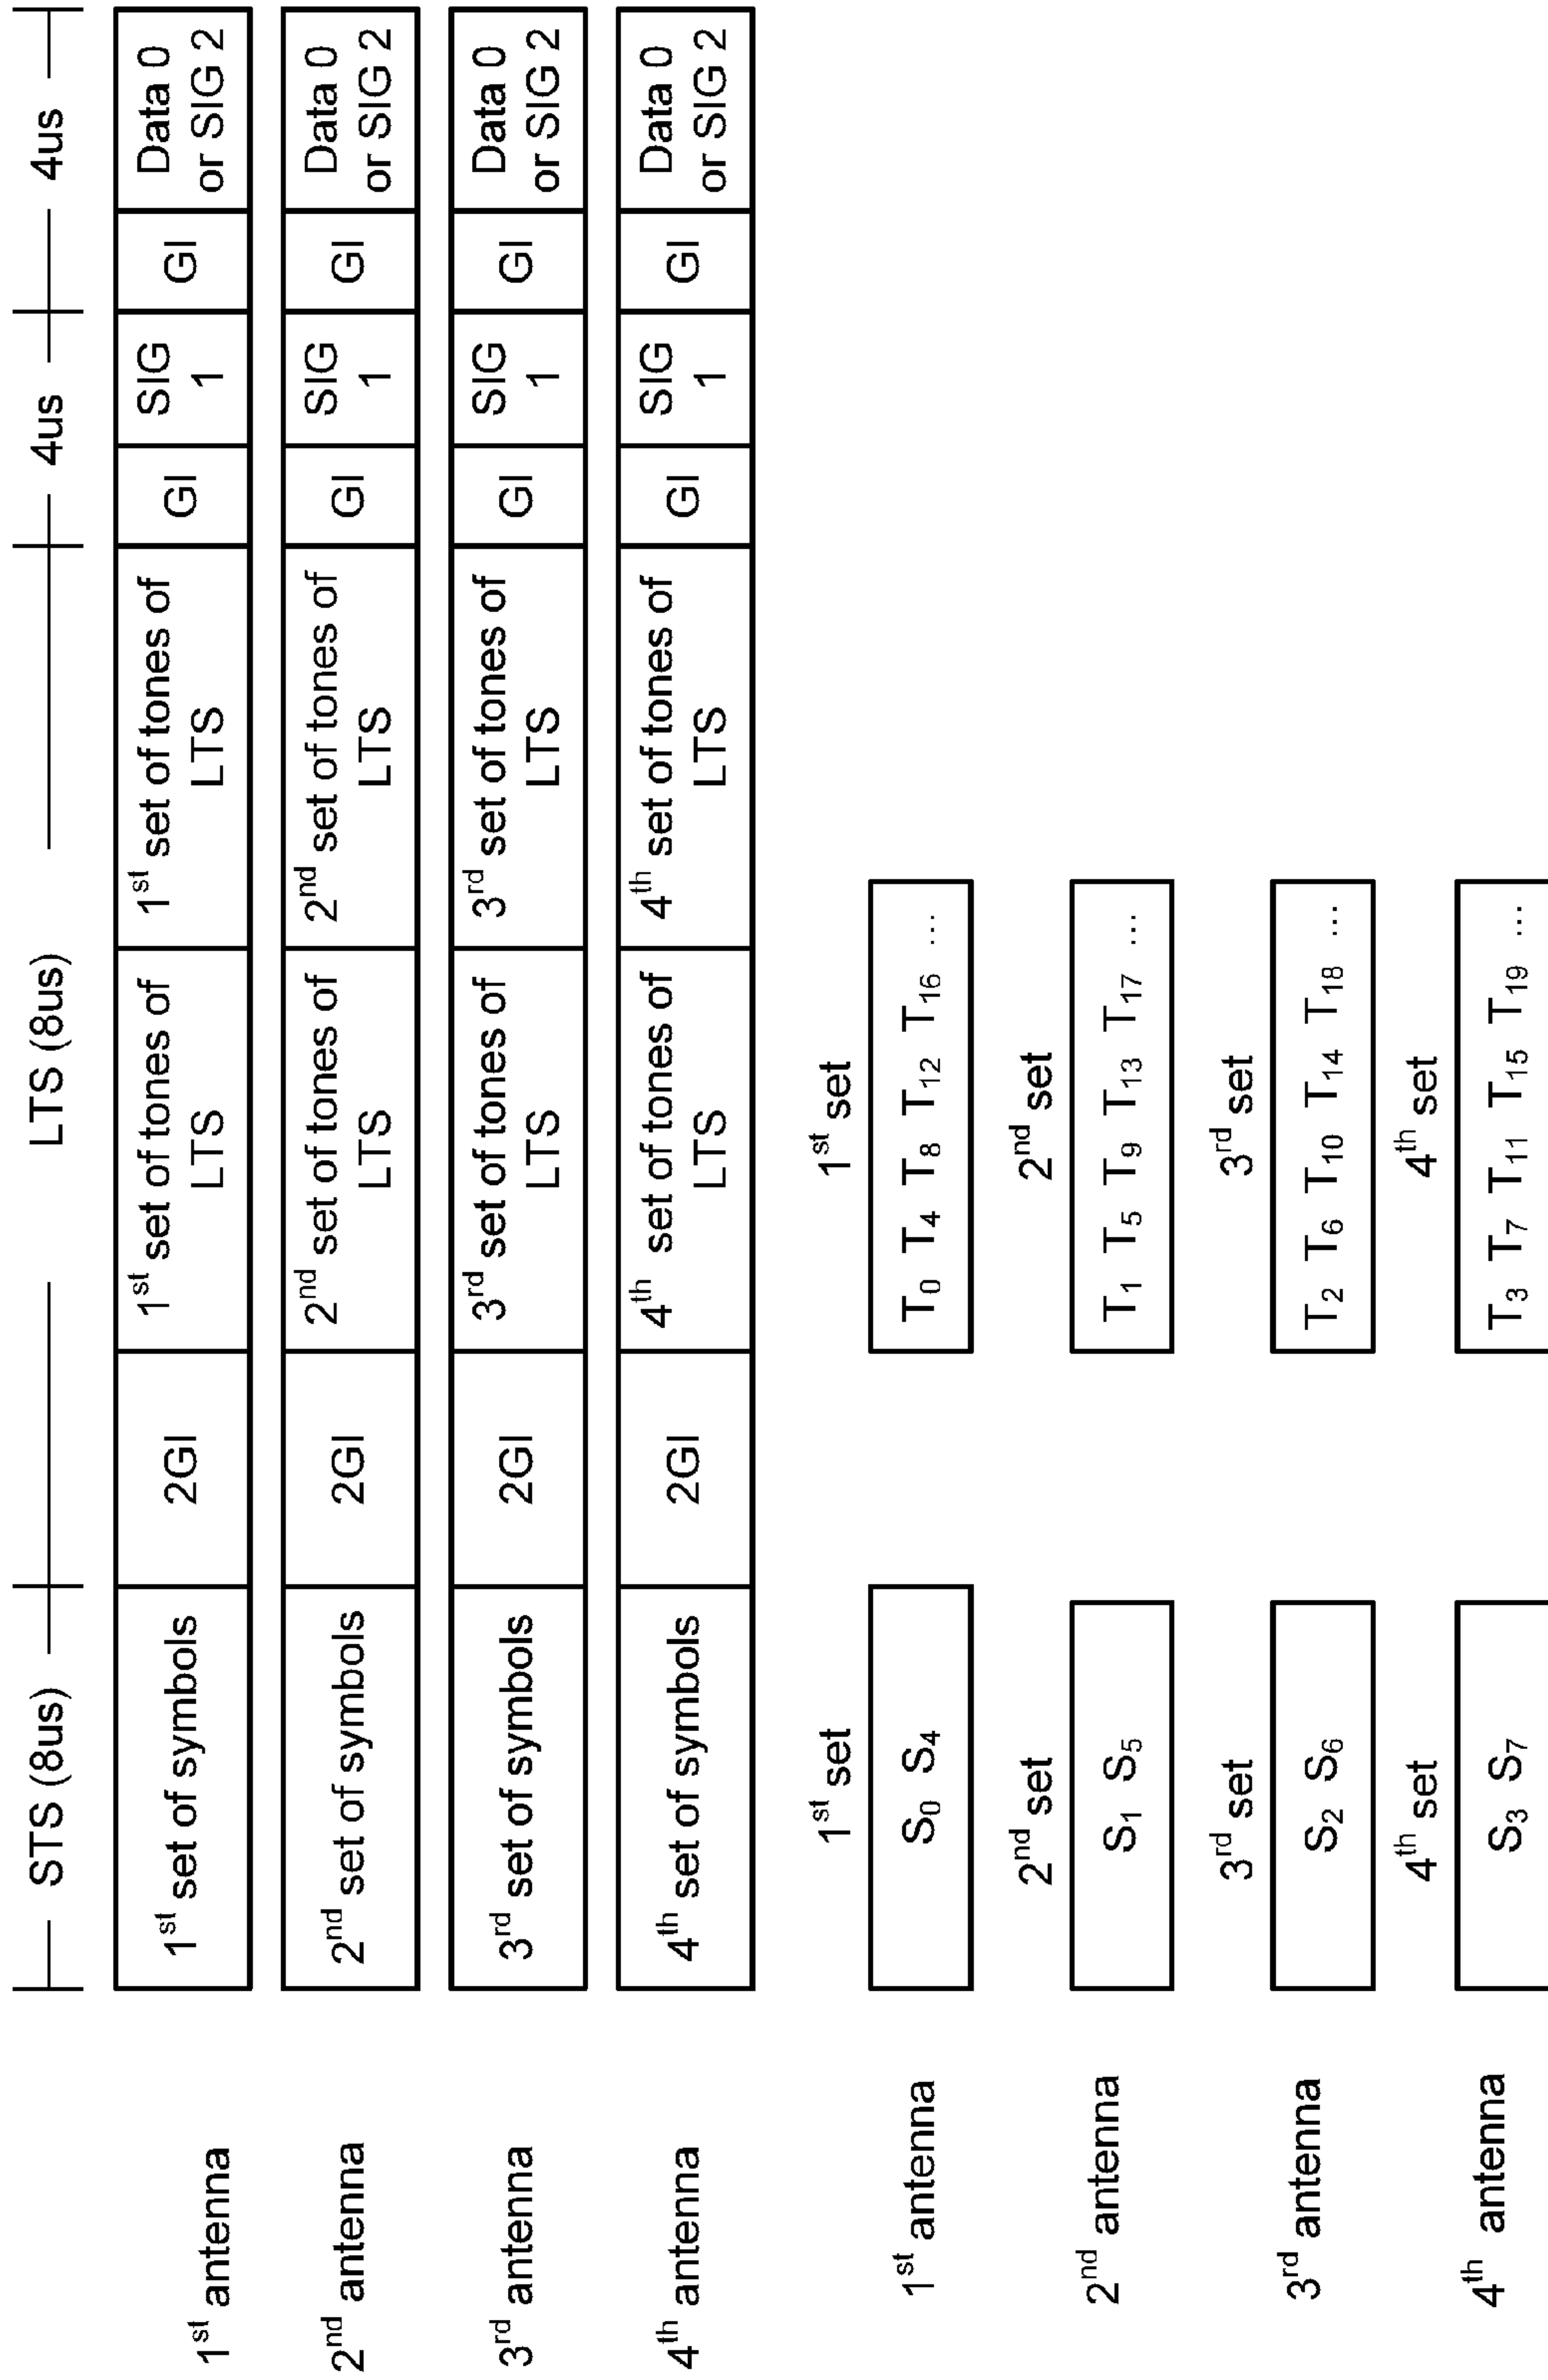 STS (8us) LTS (8us) 4us 4us
1st antenna 1st set of symbols 2GI 1st set of tones of LTS 1st set of tones of LTS GI SIG 1 GI Data 0 or SIG 2
2nd antenna 2nd set of symbols 2GI 2nd set of tones of LTS 2nd set of tones of LTS GI SIG 1 GI Data 0 or SIG 2
3rd antenna 3rd set of symbols 2GI 3rd set of tones of LTS 3rd set of tones of LTS GI SIG 1 GI Data 0 or SIG 2
4th antenna 4th set of symbols 2GI 4th set of tones of LTS 4th set of tones of LTS GI SIG 1 GI Data 0 or SIG 2
1st set 1st set
1st antenna S0 S4 T0 T4 T8 T12 T16 ...
2nd set 2nd set
2nd antenna S1 S5 T1 T5 T9 T13 T17 ...
3rd set 3rd set
3rd antenna S2 S6 T2 T6 T10 T14 T18 ...
4th set 4th set
4th antenna S3 S7 T3 T7 T11 T15 T19 ...